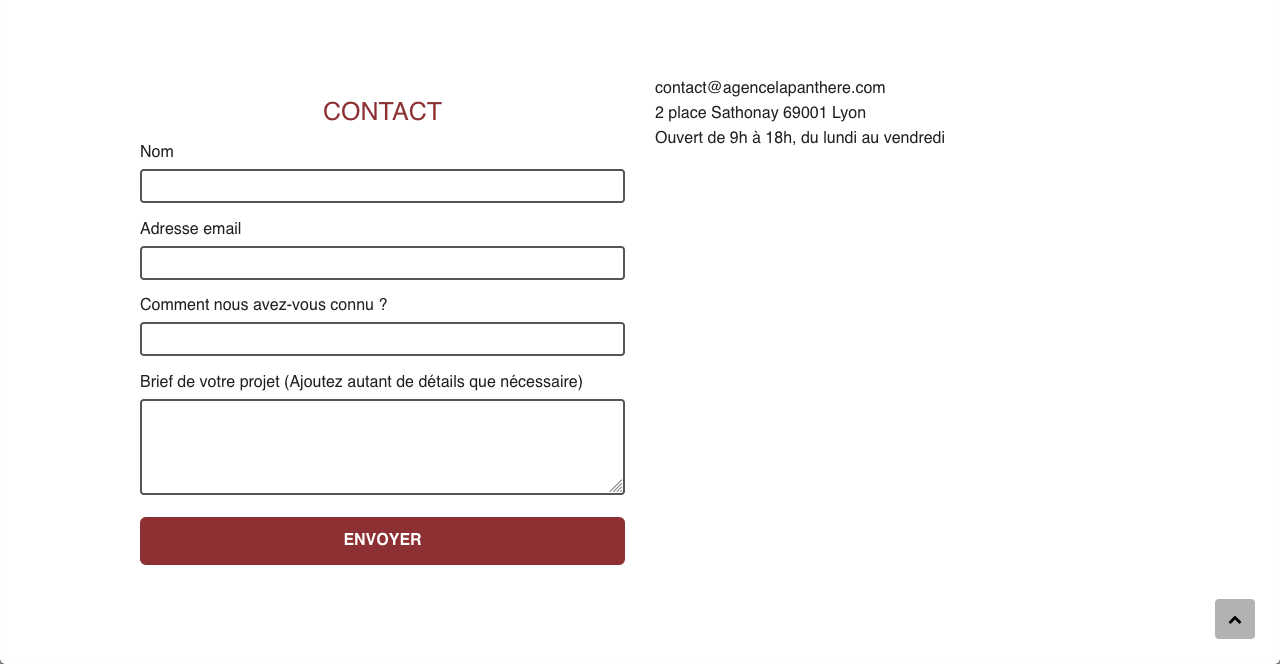 CONTACT
Nom
Adresse email
Comment nous avez-vous connu ?
Brief de votre projet (Ajoutez autant de détails que nécessaire)
ENVOYER
contact@agencelapanthere.com
2 place Sathonay 69001 Lyon
Ouvert de 9h à 18h, du lundi au vendredi